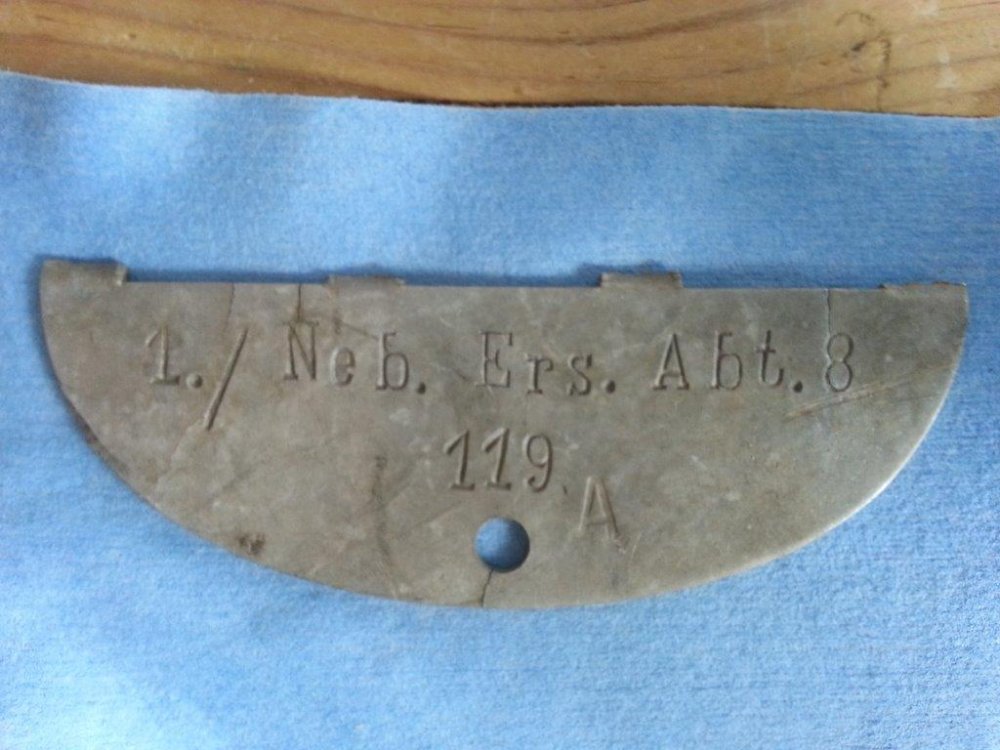 1./ Neb. Ers. Abt. 8
119
A